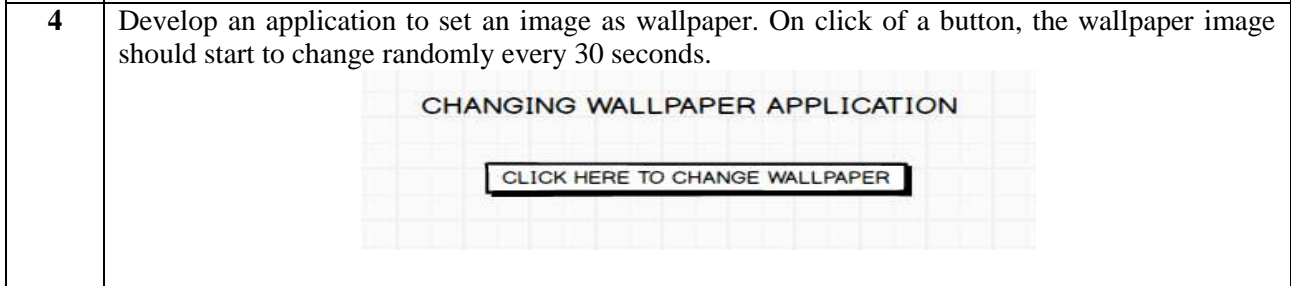 4
Develop an application to set an image as wallpaper. On click of a button, the wallpaper image
should start to change randomly every 30 seconds.
CHANGING WALLPAPER APPLICATION
CLICK HERE TO CHANGE WALLPAPER